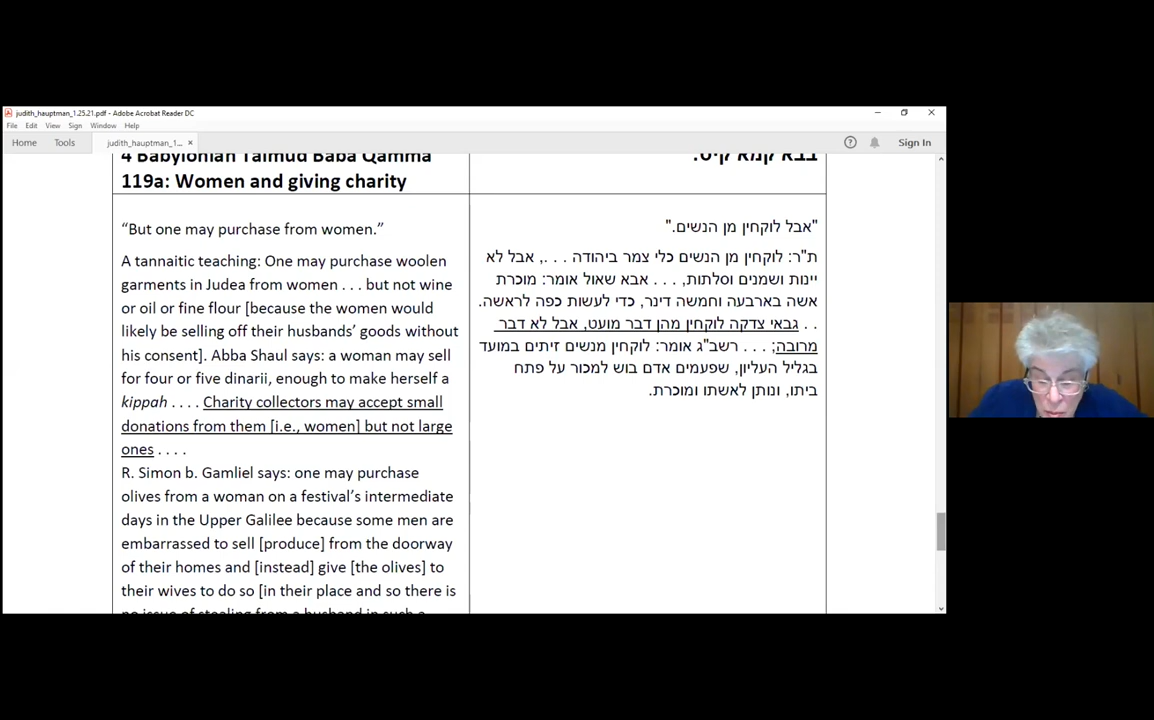 judith_hauptman_1.25.21.pdf - Adobe Acrobat Reader DC
File Edit View Sign Window Help
Home Tools judith_hauptman_1... × Sign In
4 Babylonian Talmud Baba Qamma
119a: Women and giving charity
בבא קמא קיט.
“But one may purchase from women.”
A tannaitic teaching: One may purchase woolen
garments in Judea from women . . . but not wine
or oil or fine flour [because the women would
likely be selling off their husbands’ goods without
his consent]. Abba Shaul says: a woman may sell
for four or five dinarii, enough to make herself a
kippah . . . . Charity collectors may accept small
donations from them [i.e., women] but not large
ones . . . .
R. Simon b. Gamliel says: one may purchase
olives from a woman on a festival’s intermediate
days in the Upper Galilee because some men are
embarrassed to sell [produce] from the doorway
of their homes and [instead] give [the olives] to
their wives to do so [in their place and so there is
no issue of stealing from a husband in such a
"אבל לוקחין מן הנשים."
ת"ר: לוקחין מן הנשים כלי צמר ביהודה . . ., אבל לא
יינות ושמנים וסלתות, . . . אבא שאול אומר: מוכרת
אשה בארבעה וחמשה דינר, כדי לעשות כפה לראשה.
. . גבאי צדקה לוקחין מהן דבר מועט, אבל לא דבר
מרובה; . . . רשב"ג אומר: לוקחין מנשים זיתים במועד
בגליל העליון, שפעמים אדם בוש למכור על פתח
ביתו, ונותן לאשתו ומוכרת.